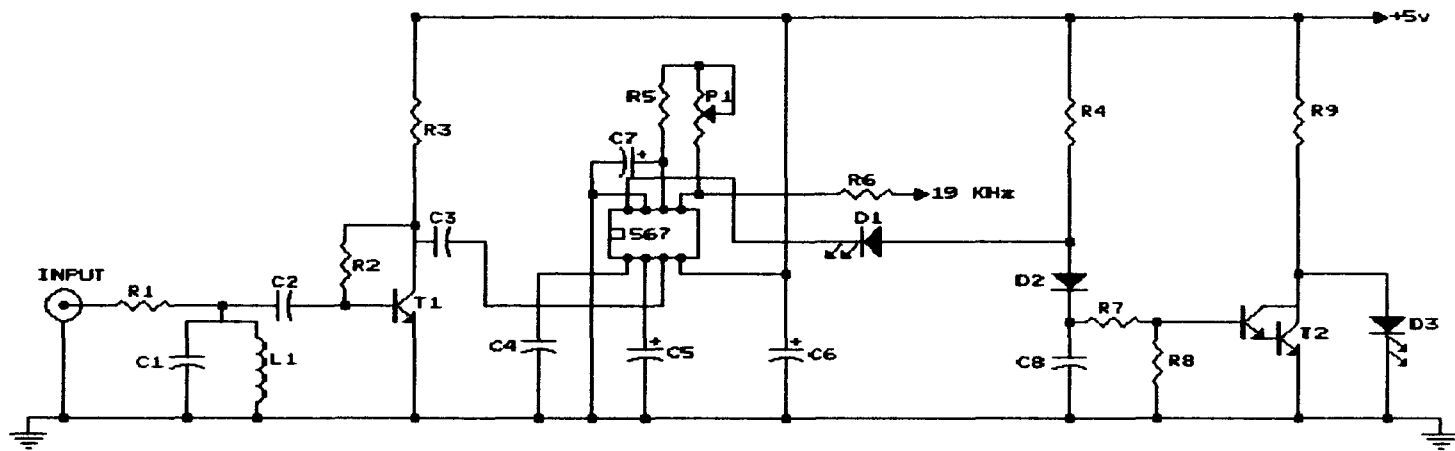 +5v
R5
P1
R4
R9
R3
C7
+
R6
19 KHz
C3
D1
567
R2
INPUT
R1
C2
T1
D2
R7
T2
D3
C1
L1
C4
+
C5
+
C6
C8
R8